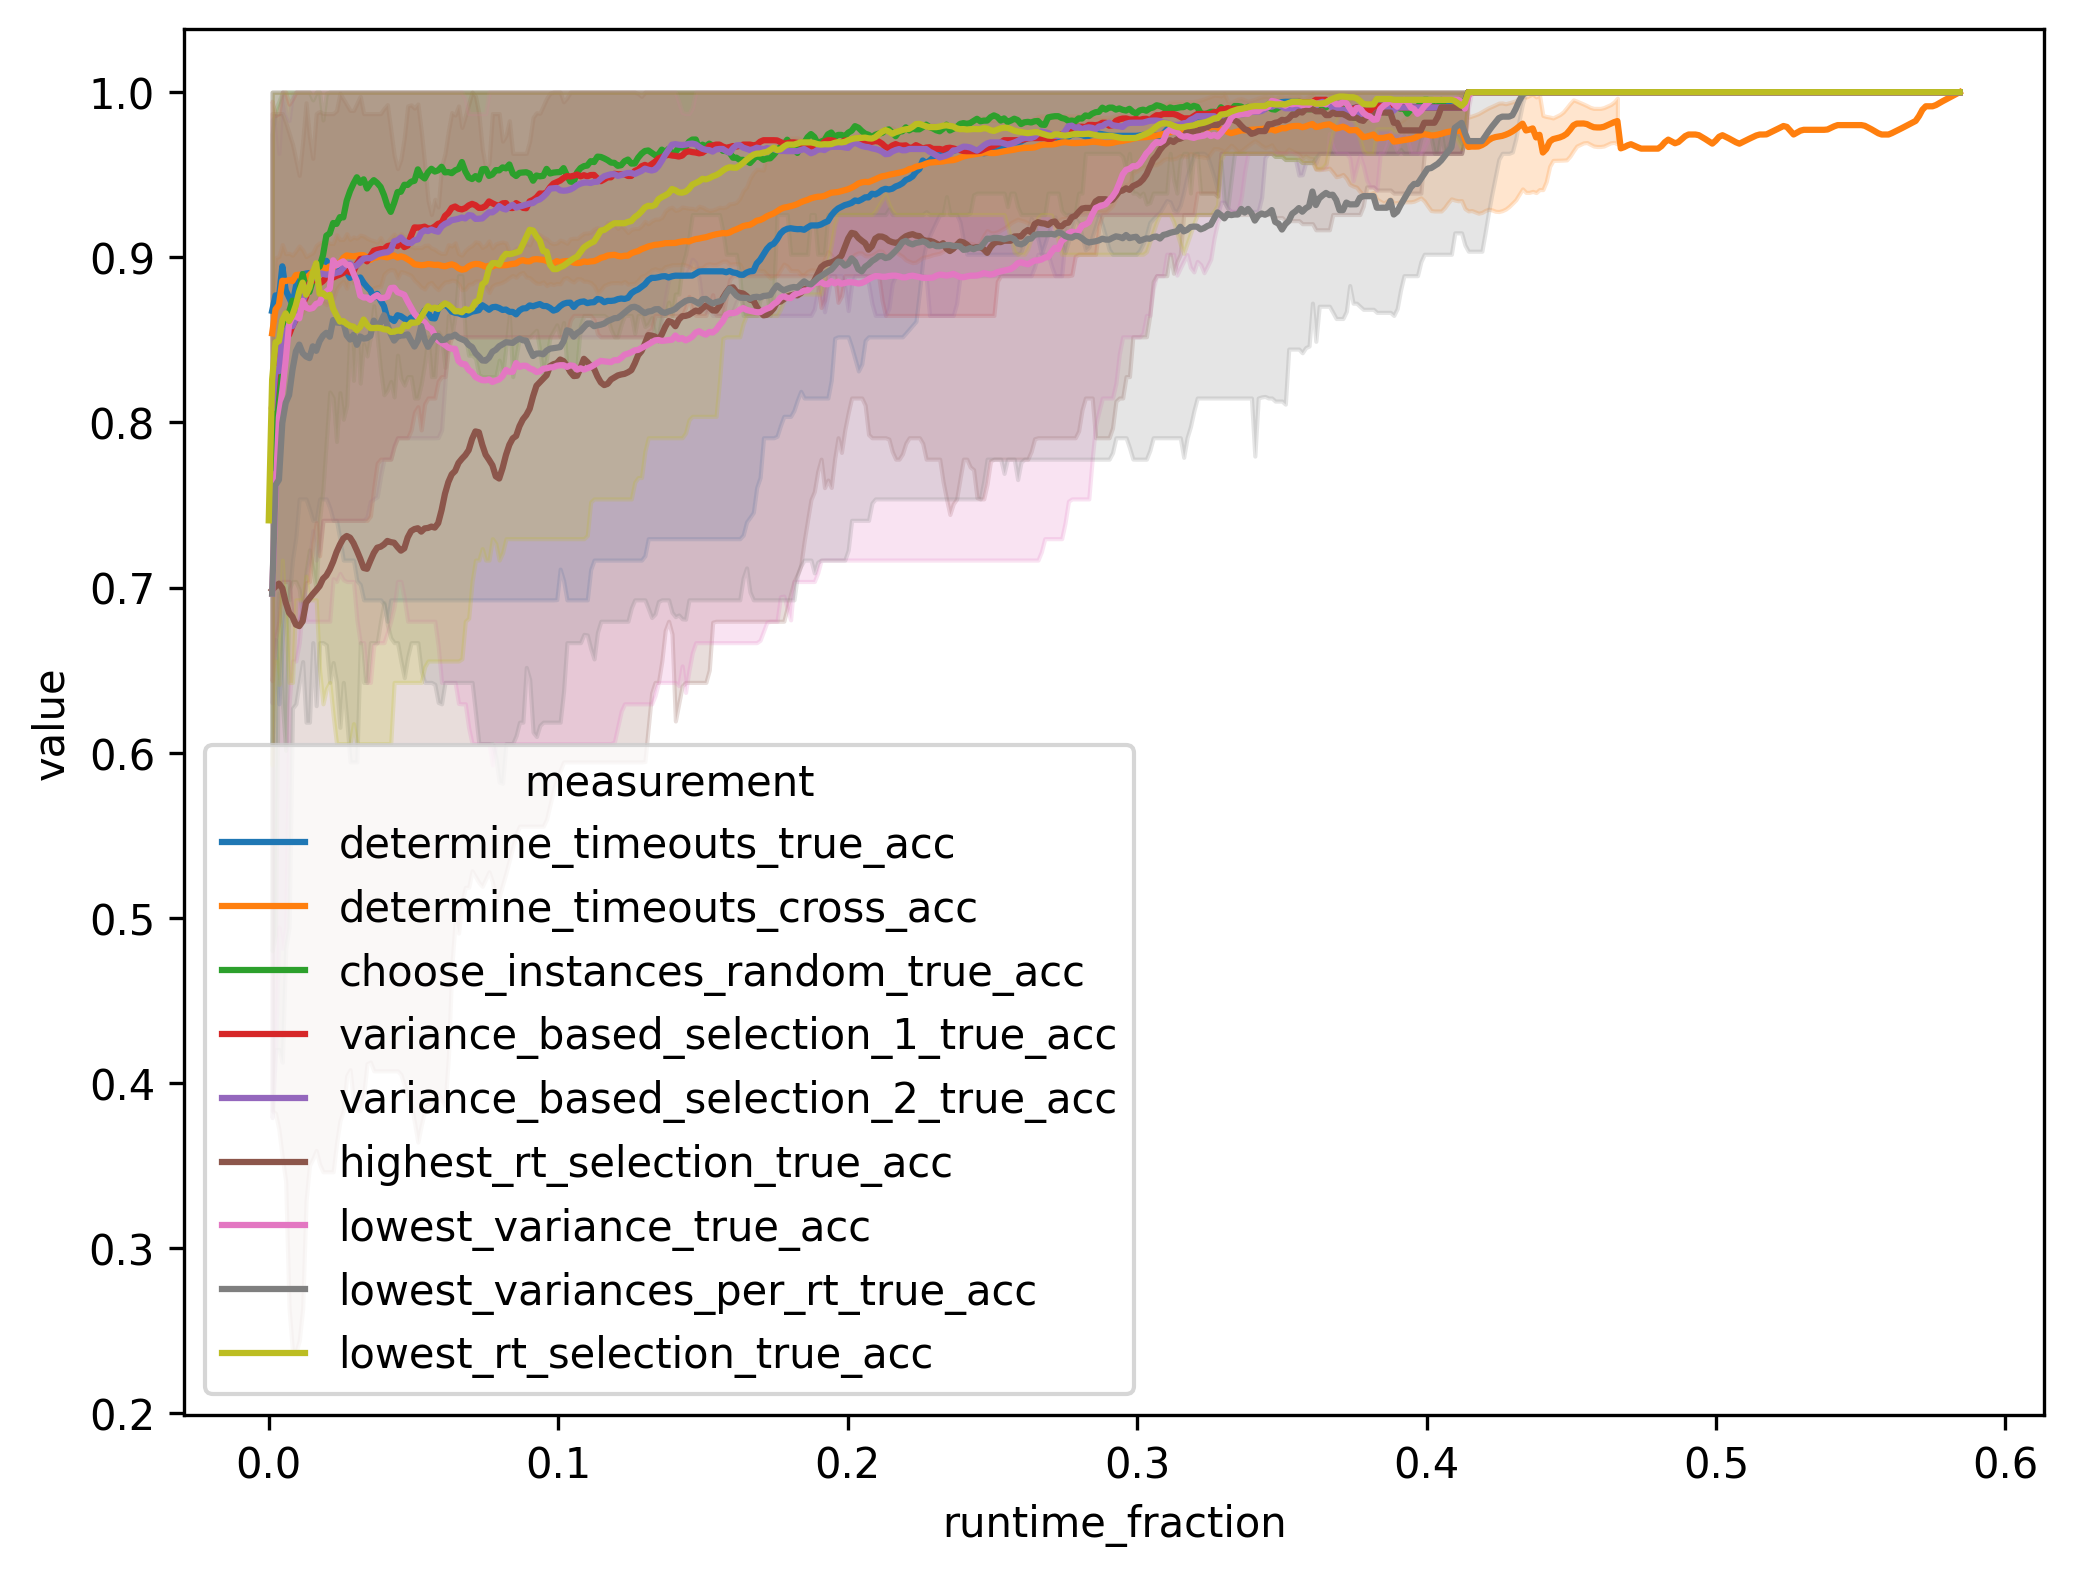 1.0
0.9
0.8
0.7
0.6
0.5
0.4
0.3
0.2
value
measurement
determine_timeouts_true_acc
determine_timeouts_cross_acc
choose_instances_random_true_acc
variance_based_selection_1_true_acc
variance_based_selection_2_true_acc
highest_rt_selection_true_acc
lowest_variance_true_acc
lowest_variances_per_rt_true_acc
lowest_rt_selection_true_acc
0.0 0.1 0.2 0.3 0.4 0.5 0.6
runtime_fraction